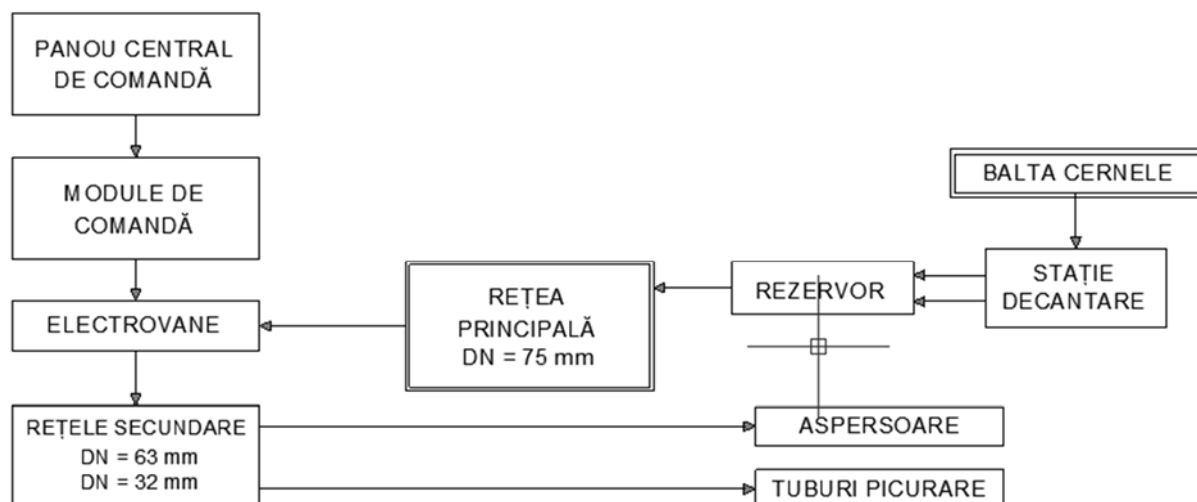 PANOU CENTRAL
DE COMANDĂ
MODULE DE
COMANDĂ
BALTA CERNELE
STAȚIE
DECANTARE
REZERVOR
REȚEA
PRINCIPALĂ
DN = 75 mm
ELECTROVANE
REȚELE SECUNDARE
DN = 63 mm
DN = 32 mm
ASPERSOARE
TUBURI PICURARE